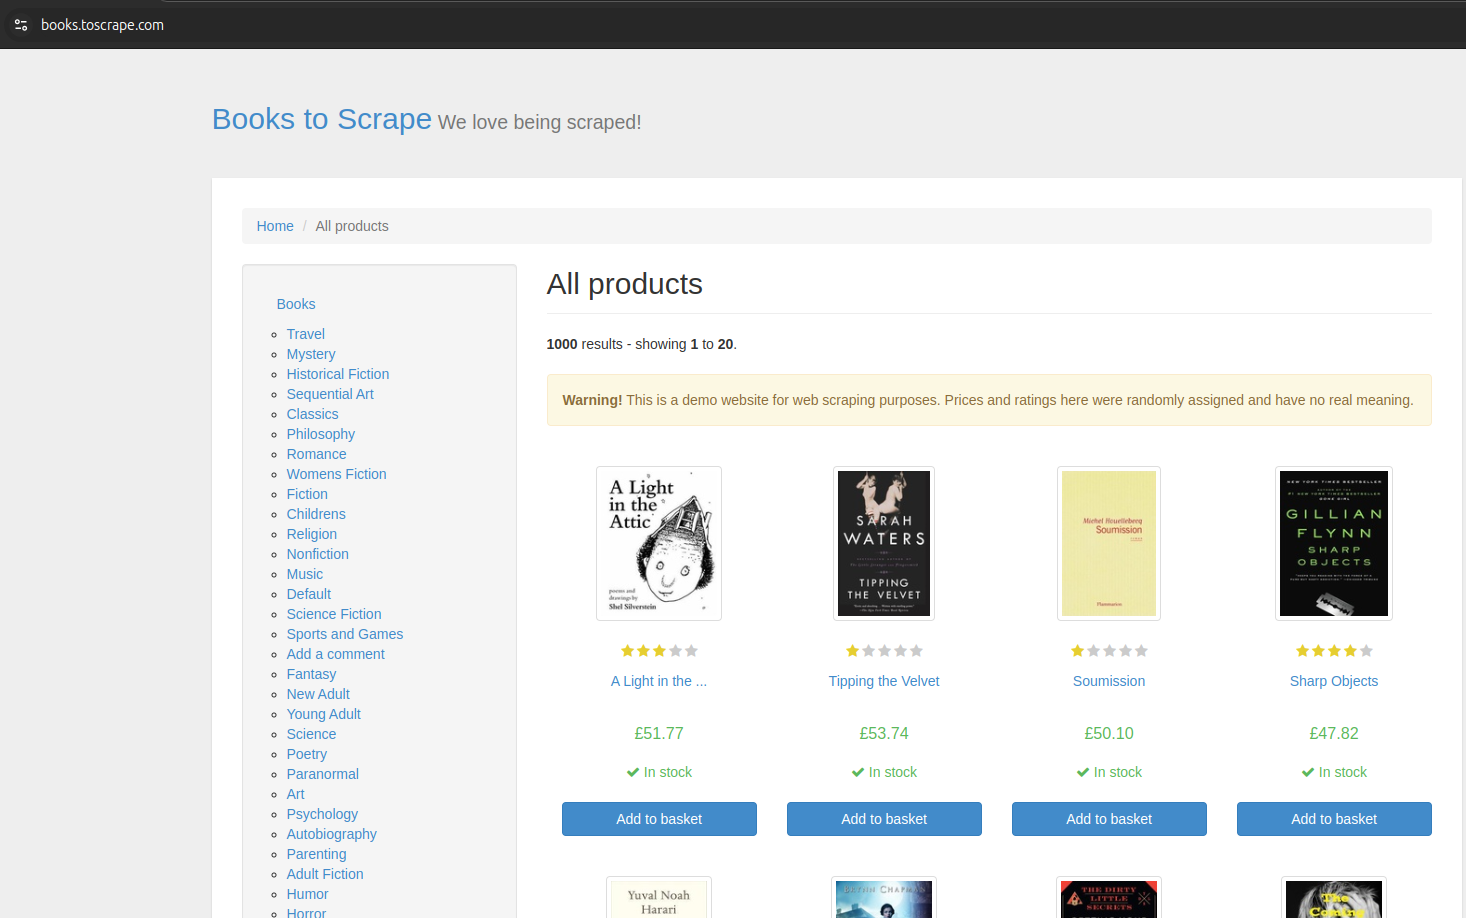 books.toscrape.com
Books to Scrape We love being scraped!
Home / All products
Books
Travel
Mystery
Historical Fiction
Sequential Art
Classics
Philosophy
Romance
Womens Fiction
Fiction
Childrens
Religion
Nonfiction
Music
Default
Science Fiction
Sports and Games
Add a comment
Fantasy
New Adult
Young Adult
Science
Poetry
Paranormal
Art
Psychology
Autobiography
Parenting
Adult Fiction
Humor
Horror
All products
1000 results - showing 1 to 20.
Warning! This is a demo website for web scraping purposes. Prices and ratings here were randomly assigned and have no real meaning.
A Light
in the
Attic
poems and
drawings by
Shel Silverstein
A Light in the ...
£51.77
In stock
Add to basket
SARAH
WATERS
TIPPING
THE VELVET
Tipping the Velvet
£53.74
In stock
Add to basket
Michel Houellebecq
Soumission
Flammarion
Soumission
£50.10
In stock
Add to basket
NEW YORK TIMES BESTSELLER
GILLIAN
FLYNN
SHARP
OBJECTS
Sharp Objects
£47.82
In stock
Add to basket
Yuval Noah
Harari
THE DIRTY
LITTLE
SECRETS
The
Coming